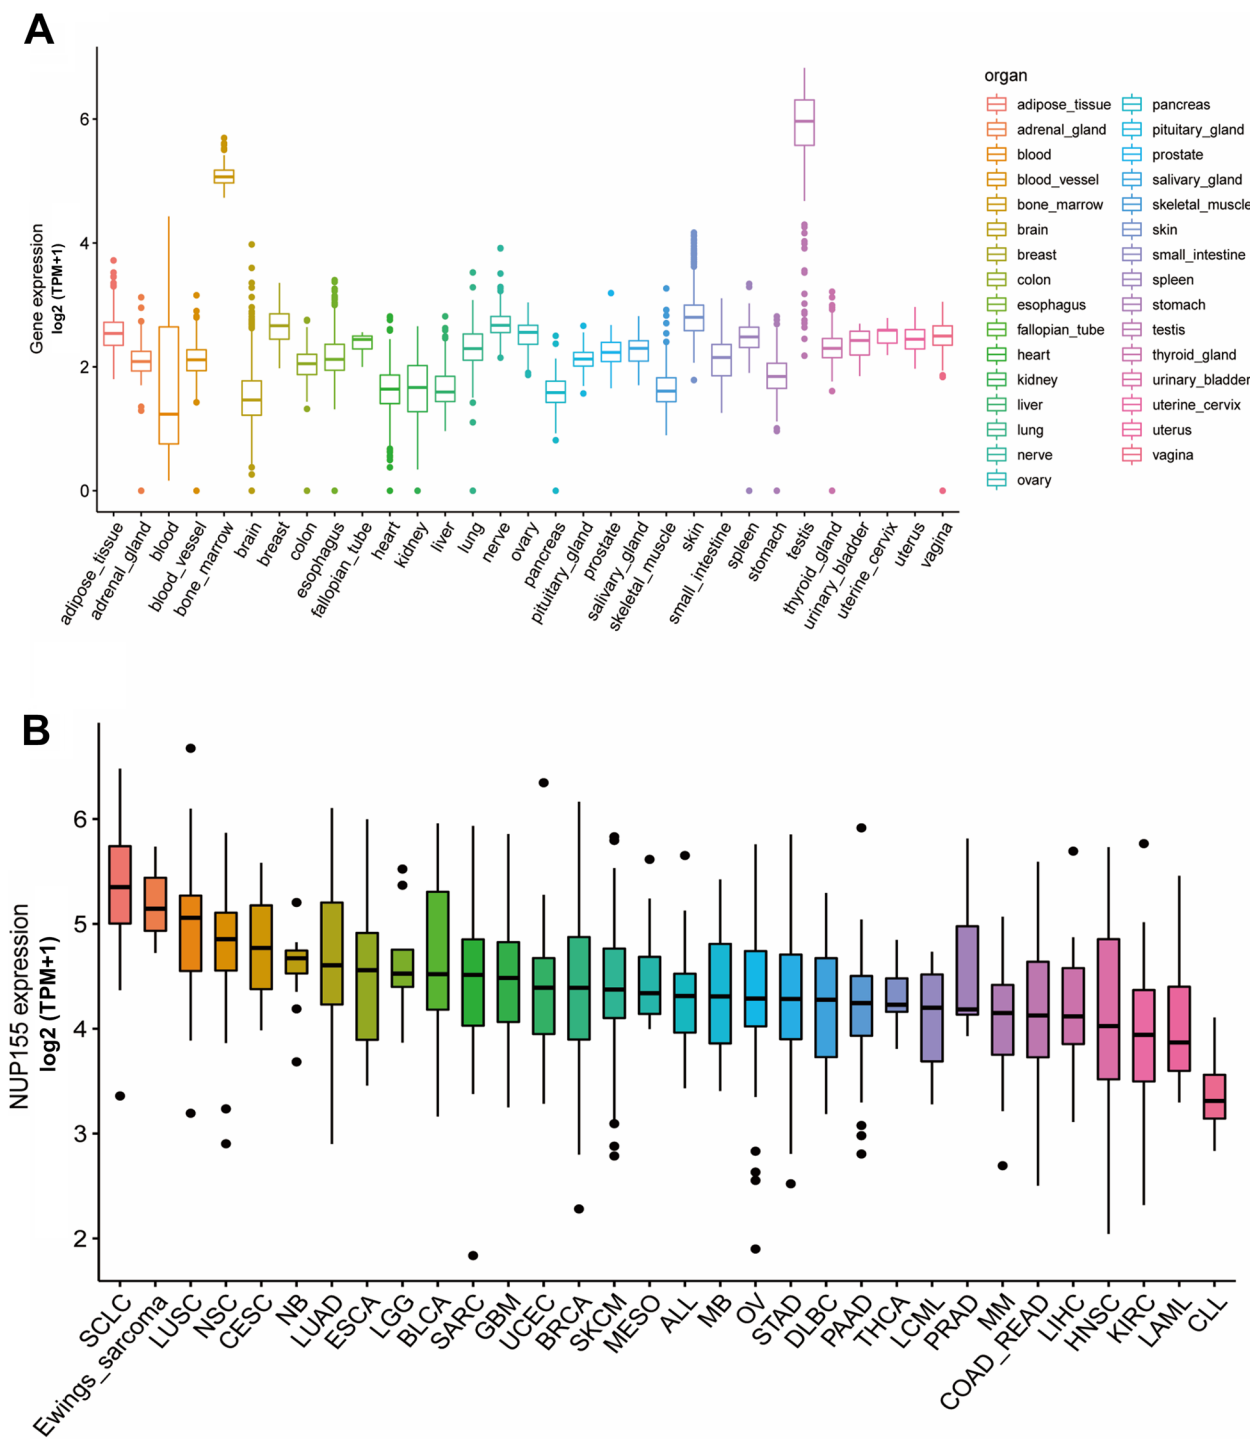 A
Gene expression
log2 (TPM+1)
6
4
2
0
adipose_tissue
adrenal_gland
blood
blood_vessel
bone_marrow
brain
breast
colon
esophagus
fallopian_tube
heart
kidney
liver
lung
nerve
ovary
pancreas
pituitary_gland
prostate
salivary_gland
skeletal_muscle
skin
small_intestine
spleen
stomach
testis
thyroid_gland
urinary_bladder
uterine_cervix
uterus
vagina
organ
adipose_tissue
adrenal_gland
blood
blood_vessel
bone_marrow
brain
breast
colon
esophagus
fallopian_tube
heart
kidney
liver
lung
nerve
ovary
pancreas
pituitary_gland
prostate
salivary_gland
skeletal_muscle
skin
small_intestine
spleen
stomach
testis
thyroid_gland
urinary_bladder
uterine_cervix
uterus
vagina
B
NUP155 expression
log2 (TPM+1)
6
5
4
3
2
SCLC
Ewings_sarcoma
LUSC
NSC
CESC
NB
LUAD
ESCA
LGG
BLCA
SARC
GBM
UCEC
BRCA
SKCM
MESO
ALL
MB
OV
STAD
DLBC
PAAD
THCA
LCML
PRAD
MM
COAD_READ
LIHC
HNSC
KIRC
LAML
CLL